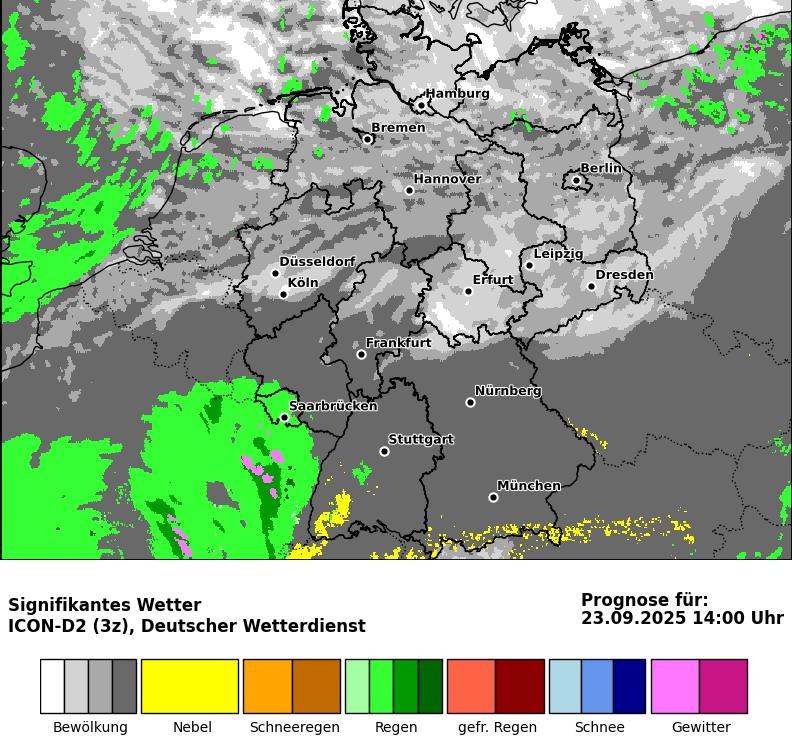 Hamburg
Bremen
Berlin
Hannover
Leipzig
Düsseldorf
Dresden
Köln
Erfurt
Frankfurt
Nürnberg
Saarbrücken
Stuttgart
München
Signifikantes Wetter
ICON-D2 (3z), Deutscher Wetterdienst
Prognose für:
23.09.2025 14:00 Uhr
Bewölkung Nebel Schneeregen Regen gefr. Regen Schnee Gewitter